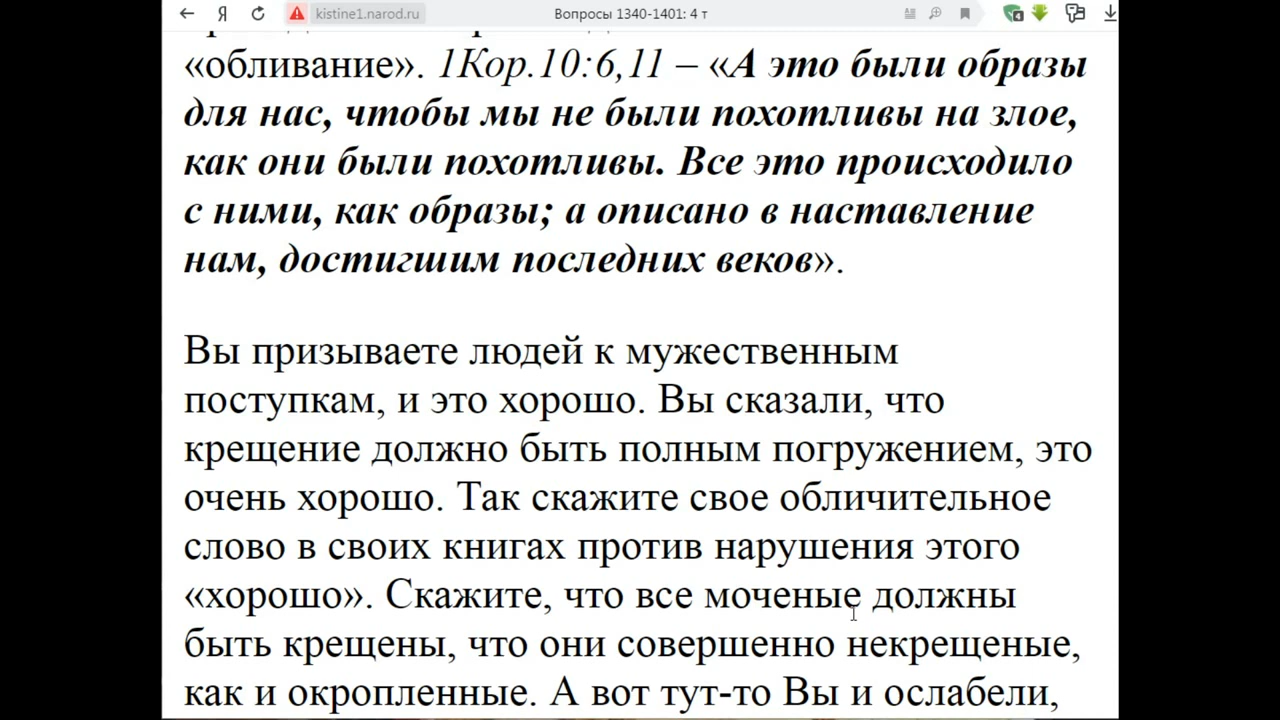 Я
kistine1.narod.ru
Вопросы 1340-1401: 4 т
4
«обливание». 1Кор.10:6,11 – «А это были образы
для нас, чтобы мы не были похотливы на злое,
как они были похотливы. Все это происходило
с ними, как образы; а описано в наставление
нам, достигшим последних веков».
Вы призываете людей к мужественным
поступкам, и это хорошо. Вы сказали, что
крещение должно быть полным погружением, это
очень хорошо. Так скажите свое обличительное
слово в своих книгах против нарушения этого
«хорошо». Скажите, что все моченые должны
быть крещены, что они совершенно некрещеные,
как и окропленные. А вот тут-то Вы и ослабели,